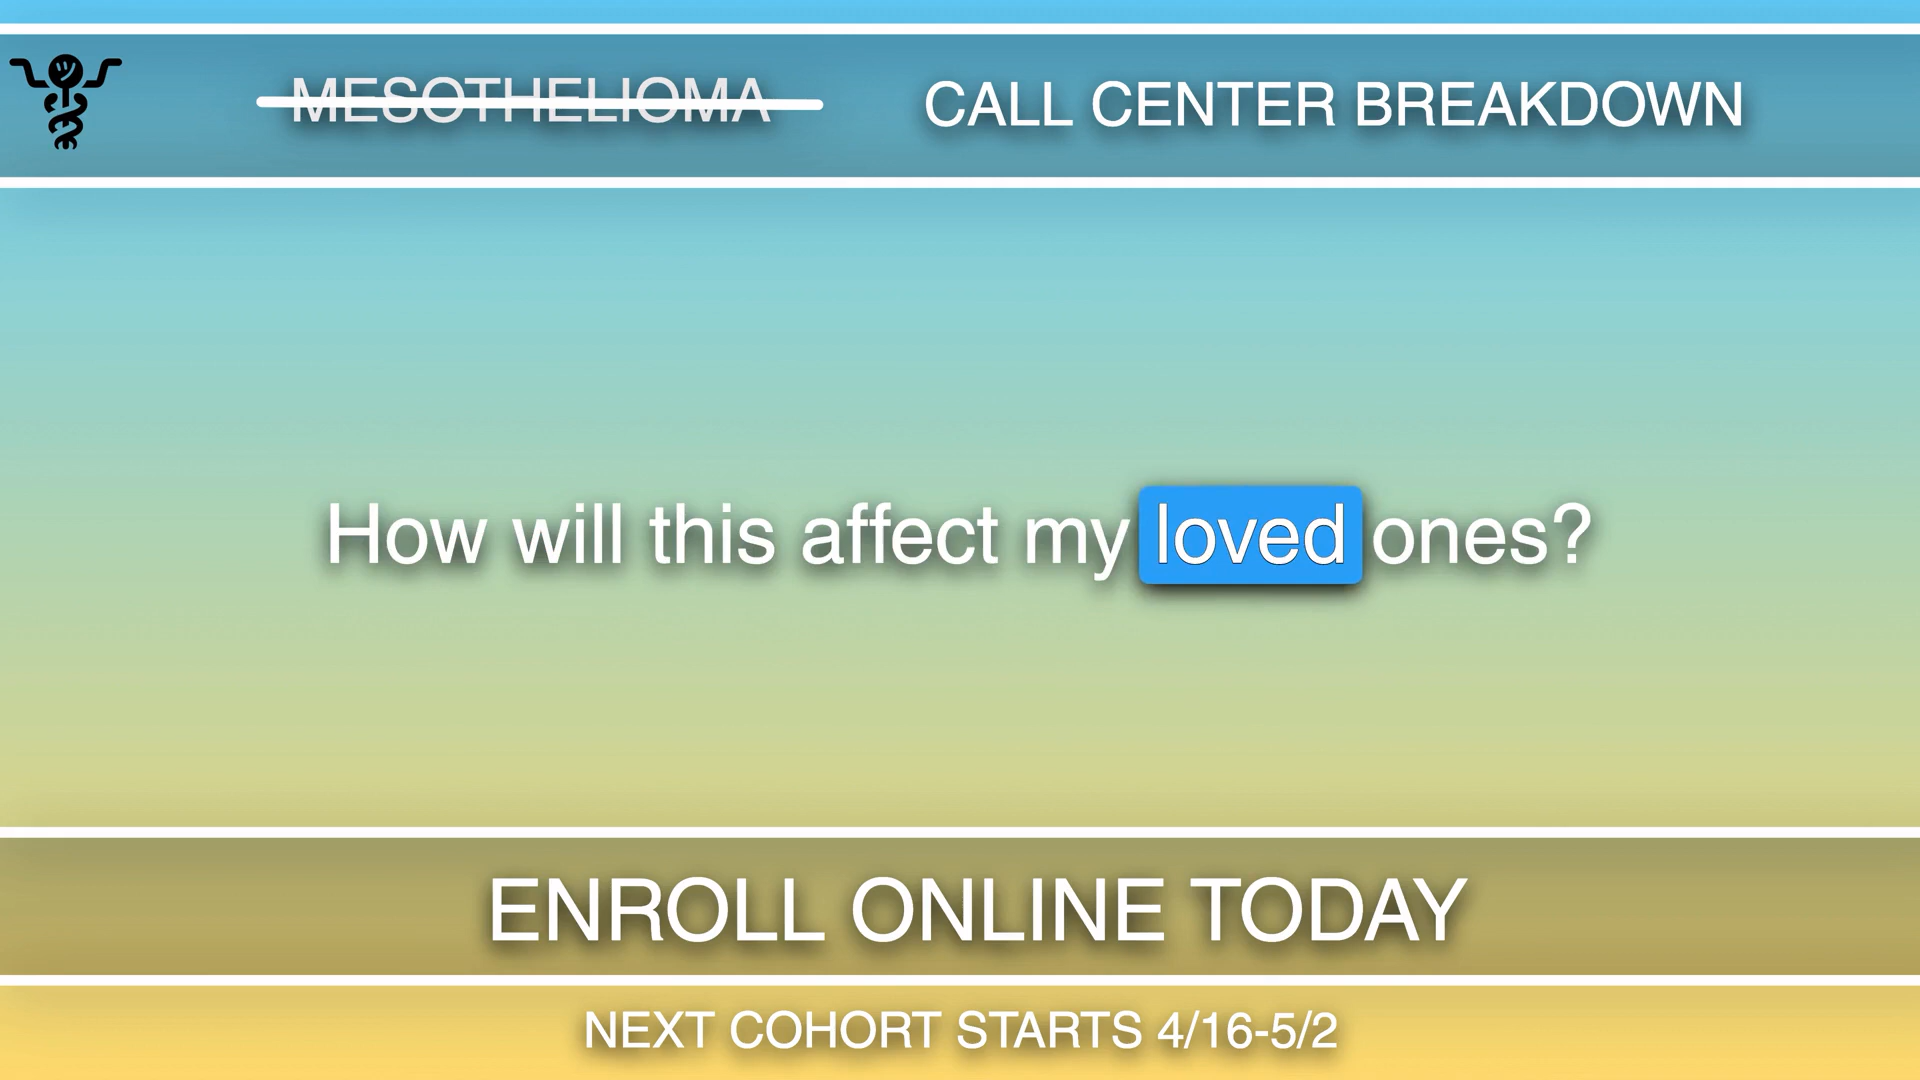 MESOTHELIOMA CALL CENTER BREAKDOWN
How will this affect my loved ones?
ENROLL ONLINE TODAY
NEXT COHORT STARTS 4/16-5/2